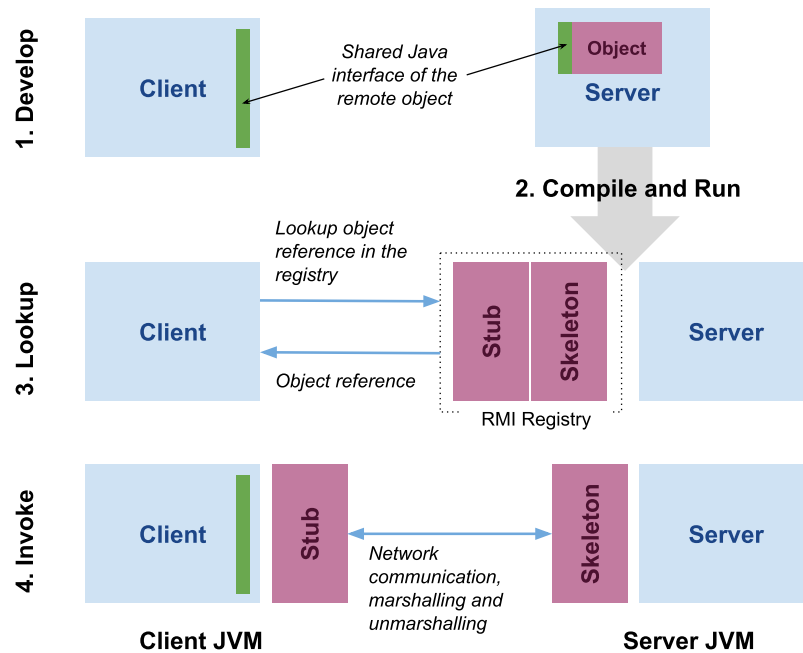 1. Develop
Client
Shared Java
interface of the
remote object
Object
Server
2. Compile and Run
3. Lookup
Client
Lookup object
reference in the
registry
Object reference
Stub
Skeleton
RMI Registry
Server
4. Invoke
Client
Stub
Network
communication,
marshalling and
unmarshalling
Skeleton
Server
Client JVM
Server JVM